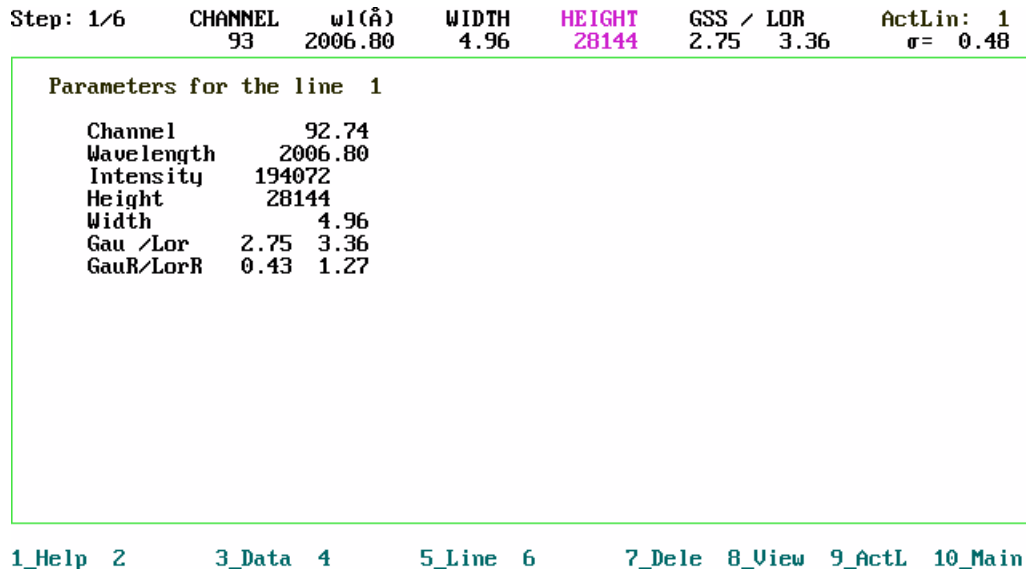 Step: 1/6 CHANNEL wl(Å) WIDTH HEIGHT GSS / LOR ActLin: 1
93 2006.80 4.96 28144 2.75 3.36 σ= 0.48
Parameters for the line 1
Channel 92.74
Wavelength 2006.80
Intensity 194072
Height 28144
Width 4.96
Gau /Lor 2.75 3.36
GauR/LorR 0.43 1.27
1_Help 2 3_Data 4 5_Line 6 7_Dele 8_View 9_ActL 10_Main